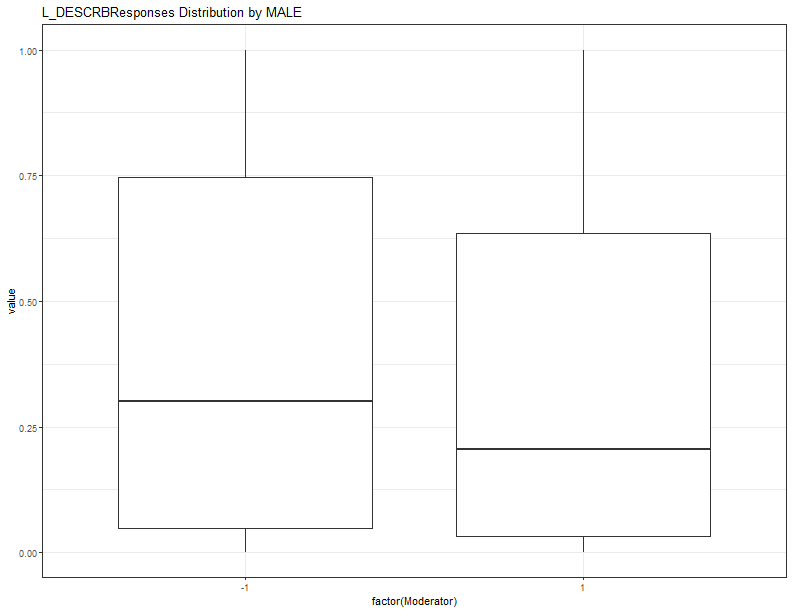 L_DESCRBResponses Distribution by MALE
1.00
0.75
0.50
0.25
0.00
value
-1
1
factor(Moderator)